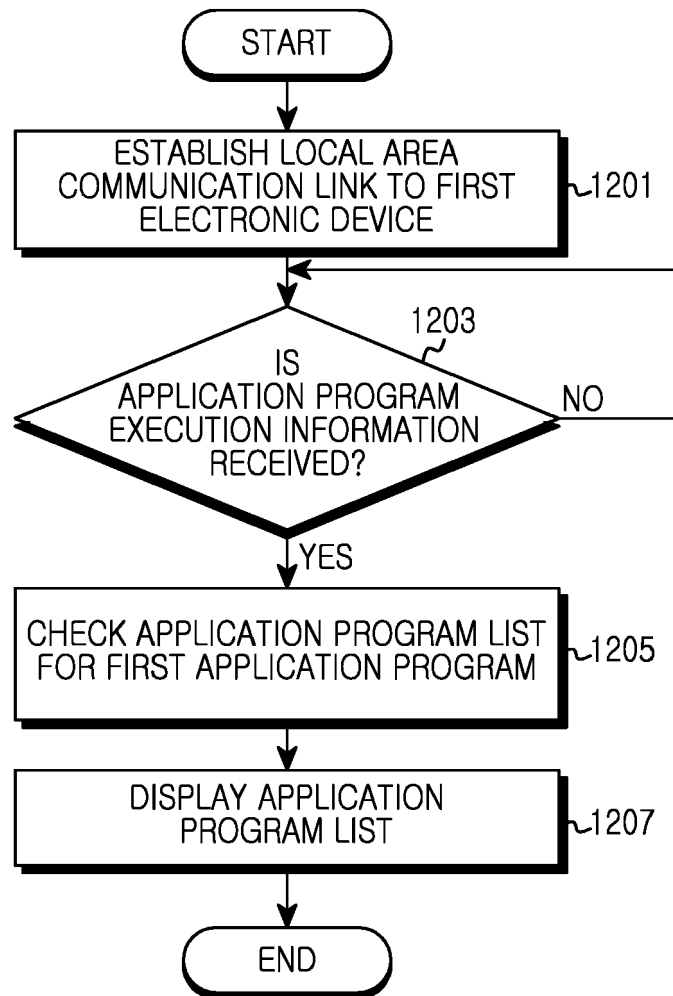 START
ESTABLISH LOCAL AREA
COMMUNICATION LINK TO FIRST
ELECTRONIC DEVICE
1201
1203
IS
APPLICATION PROGRAM
EXECUTION INFORMATION
RECEIVED?
NO
YES
CHECK APPLICATION PROGRAM LIST
FOR FIRST APPLICATION PROGRAM
1205
DISPLAY APPLICATION
PROGRAM LIST
1207
END